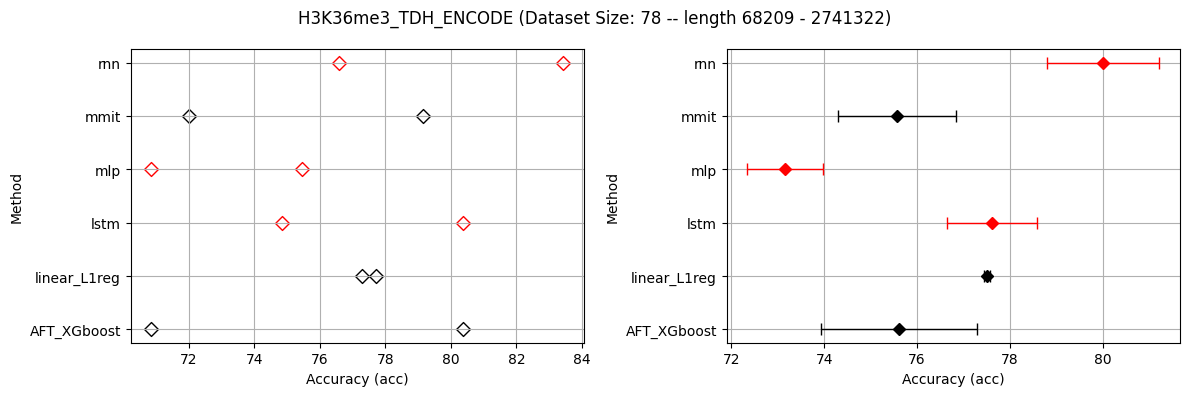 H3K36me3_TDH_ENCODE (Dataset Size: 78 -- length 68209 - 2741322)
Method
rnn
mmit
mlp
lstm
linear_L1reg
AFT_XGboost
72 74 76 78 80 82 84
Accuracy (acc)
Method
rnn
mmit
mlp
lstm
linear_L1reg
AFT_XGboost
72 74 76 78 80
Accuracy (acc)